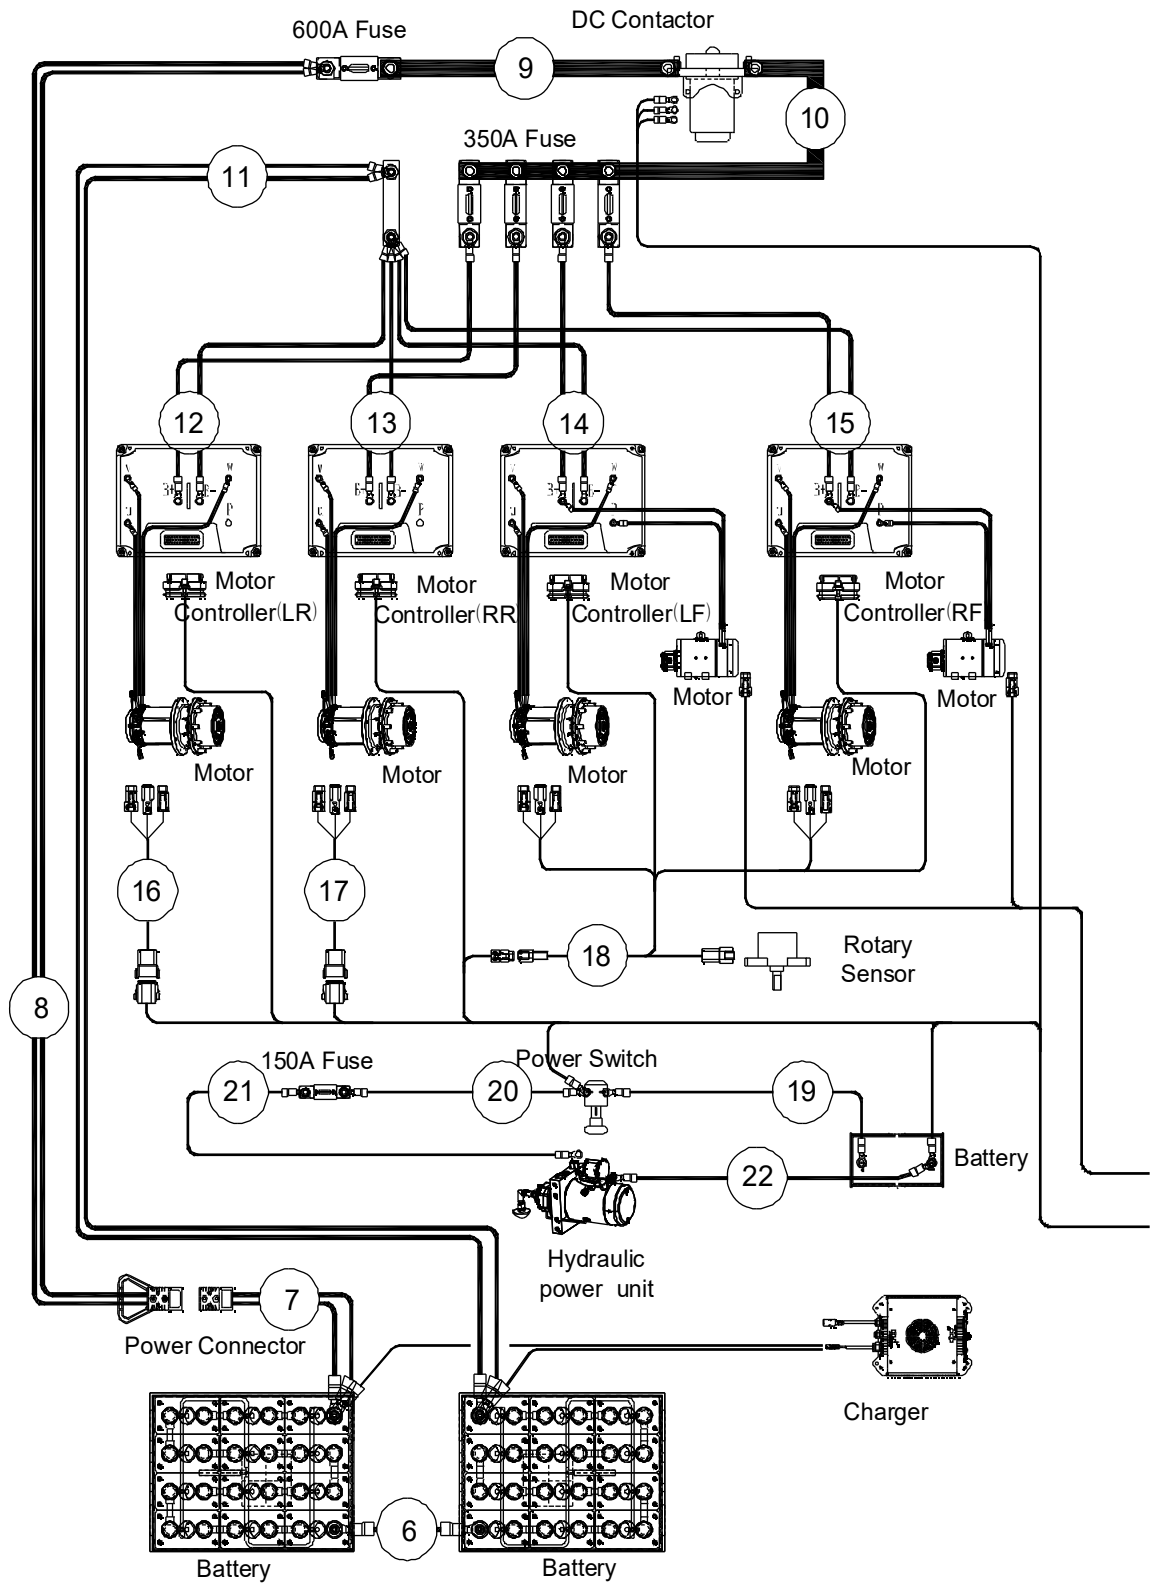 600A Fuse
DC Contactor
9
10
350A Fuse
11
12
13
14
15
V
W
B+
B-
U
P
V
W
B+
B-
U
P
V
W
B+
B-
U
P
V
W
B+
B-
U
P
Motor
Controller(LR)
Motor
Controller(RR
Motor
Controller(LF)
Motor
Controller(RF
Motor
Motor
Motor
Motor
Motor
Motor
16
17
18
Rotary
Sensor
8
150A Fuse
Power Switch
21
20
19
Battery
22
Hydraulic
power unit
7
Power Connector
Charger
6
Battery
Battery